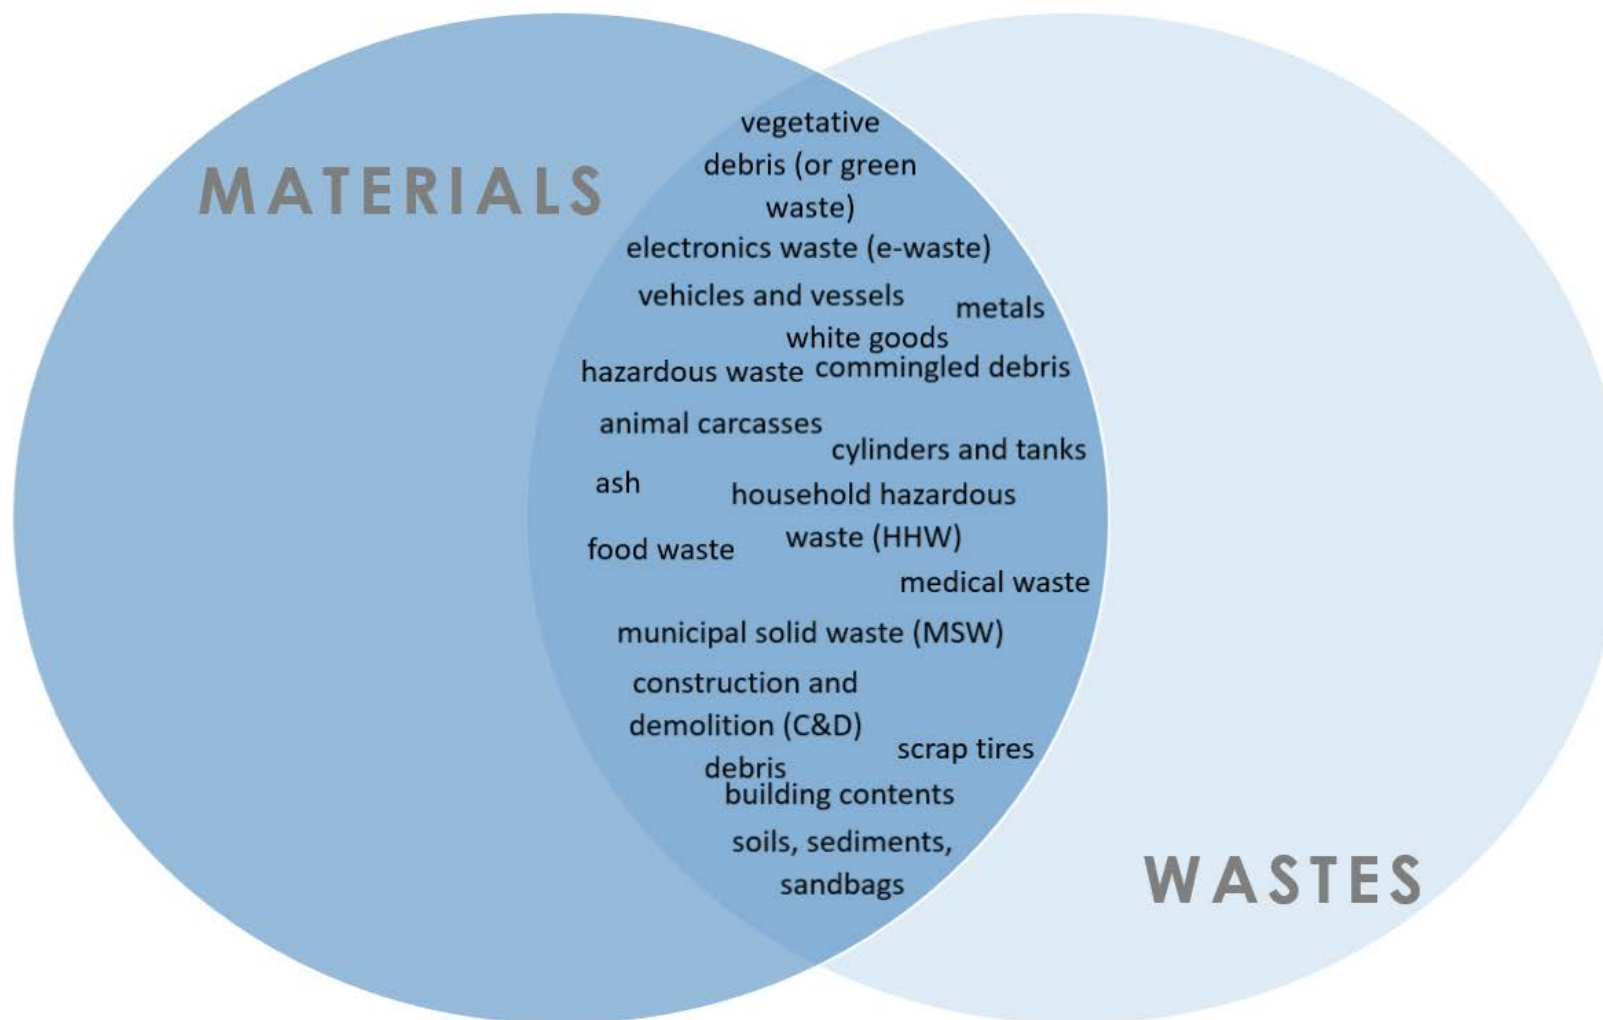 vegetative
debris (or green
waste)
MATERIALS
electronics waste (e-waste)
vehicles and vessels
metals
white goods
hazardous waste
commingled debris
animal carcasses
cylinders and tanks
ash
household hazardous
waste (HHW)
food waste
medical waste
municipal solid waste (MSW)
construction and
demolition (C&D)
debris
scrap tires
building contents
soils, sediments,
sandbags
WASTES